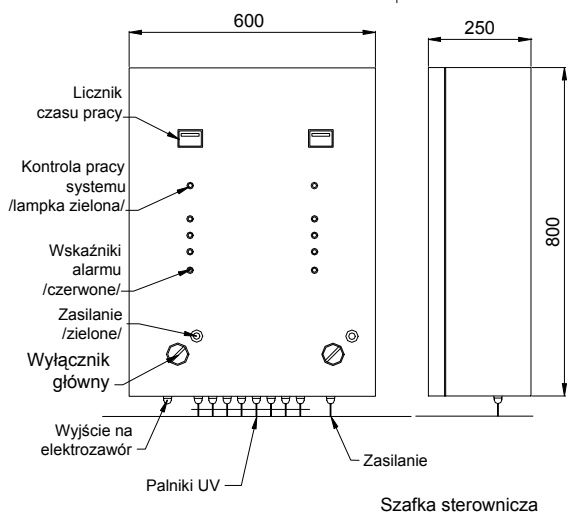 600
250
Licznik
czasu pracy
Kontrola pracy
systemu
/lampka zielona/
800
Wskaźniki
alarmu
/czerwone/
Zasilanie
/zielone/
Wyłącznik
główny
Wyjście na
elektrozawór
Zasilanie
Palniki UV
Szafka sterownicza